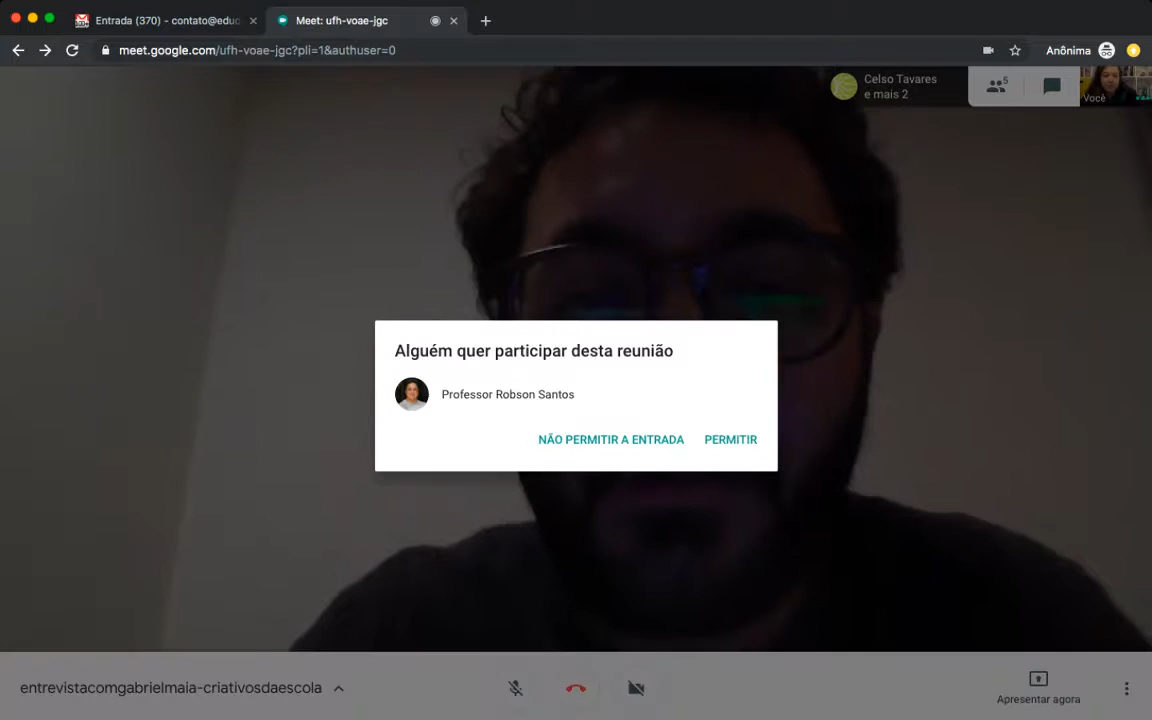 Entrada (370) - contato@educ
Meet: ufh-voae-jgc
meet.google.com/ufh-voae-jgc?pli=1&authuser=0
Anônima
Celso Tavares
e mais 2
5
Você
Alguém quer participar desta reunião
Professor Robson Santos
NÃO PERMITIR A ENTRADA PERMITIR
entrevistacomgabrielmaia-criativosdaescola
Apresentar agora